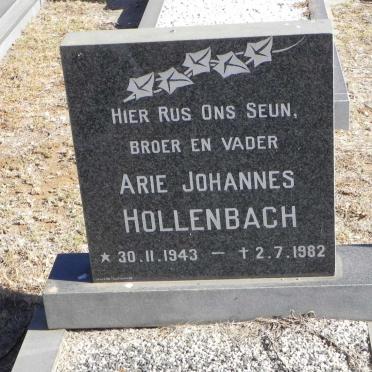 HIER RUS ONS SEUN,
BROER EN VADER
ARIE JOHANNES
HOLLENBACH
* 30.11.1943 — † 2.7.1982